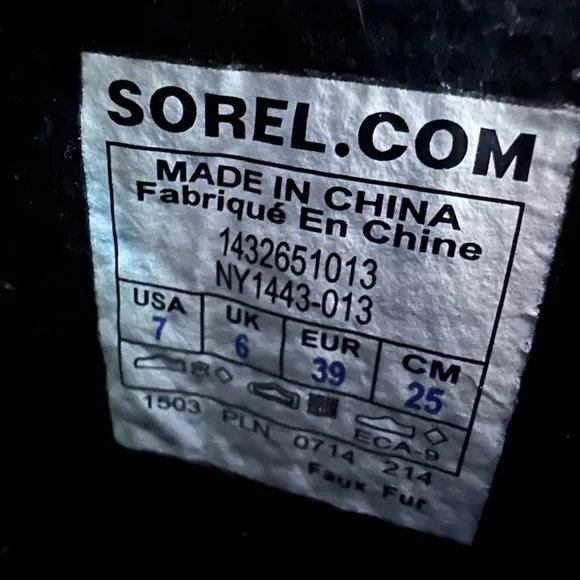 SOREL.COM
MADE IN CHINA
Fabriqué En Chine
1432651013
NY1443-013
USA UK EUR CM
7 6 39 25
ECA-9
1503 PLN 0714 214
Faux Fur